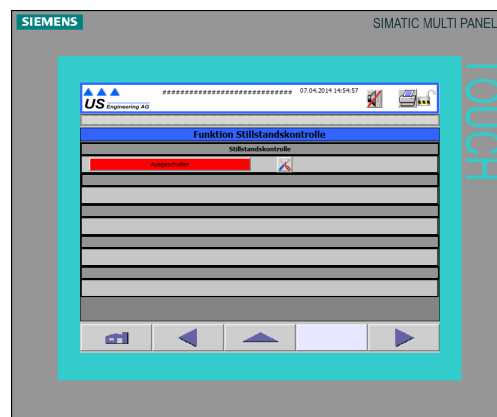 SIEMENS
SIMATIC MULTI PANEL
TOUCH
US Engineering AG
############################# 07.04.2014 14:54:57
Funktion Stillstandskontrolle
Stillstandskontrolle
Ausgeschaltet